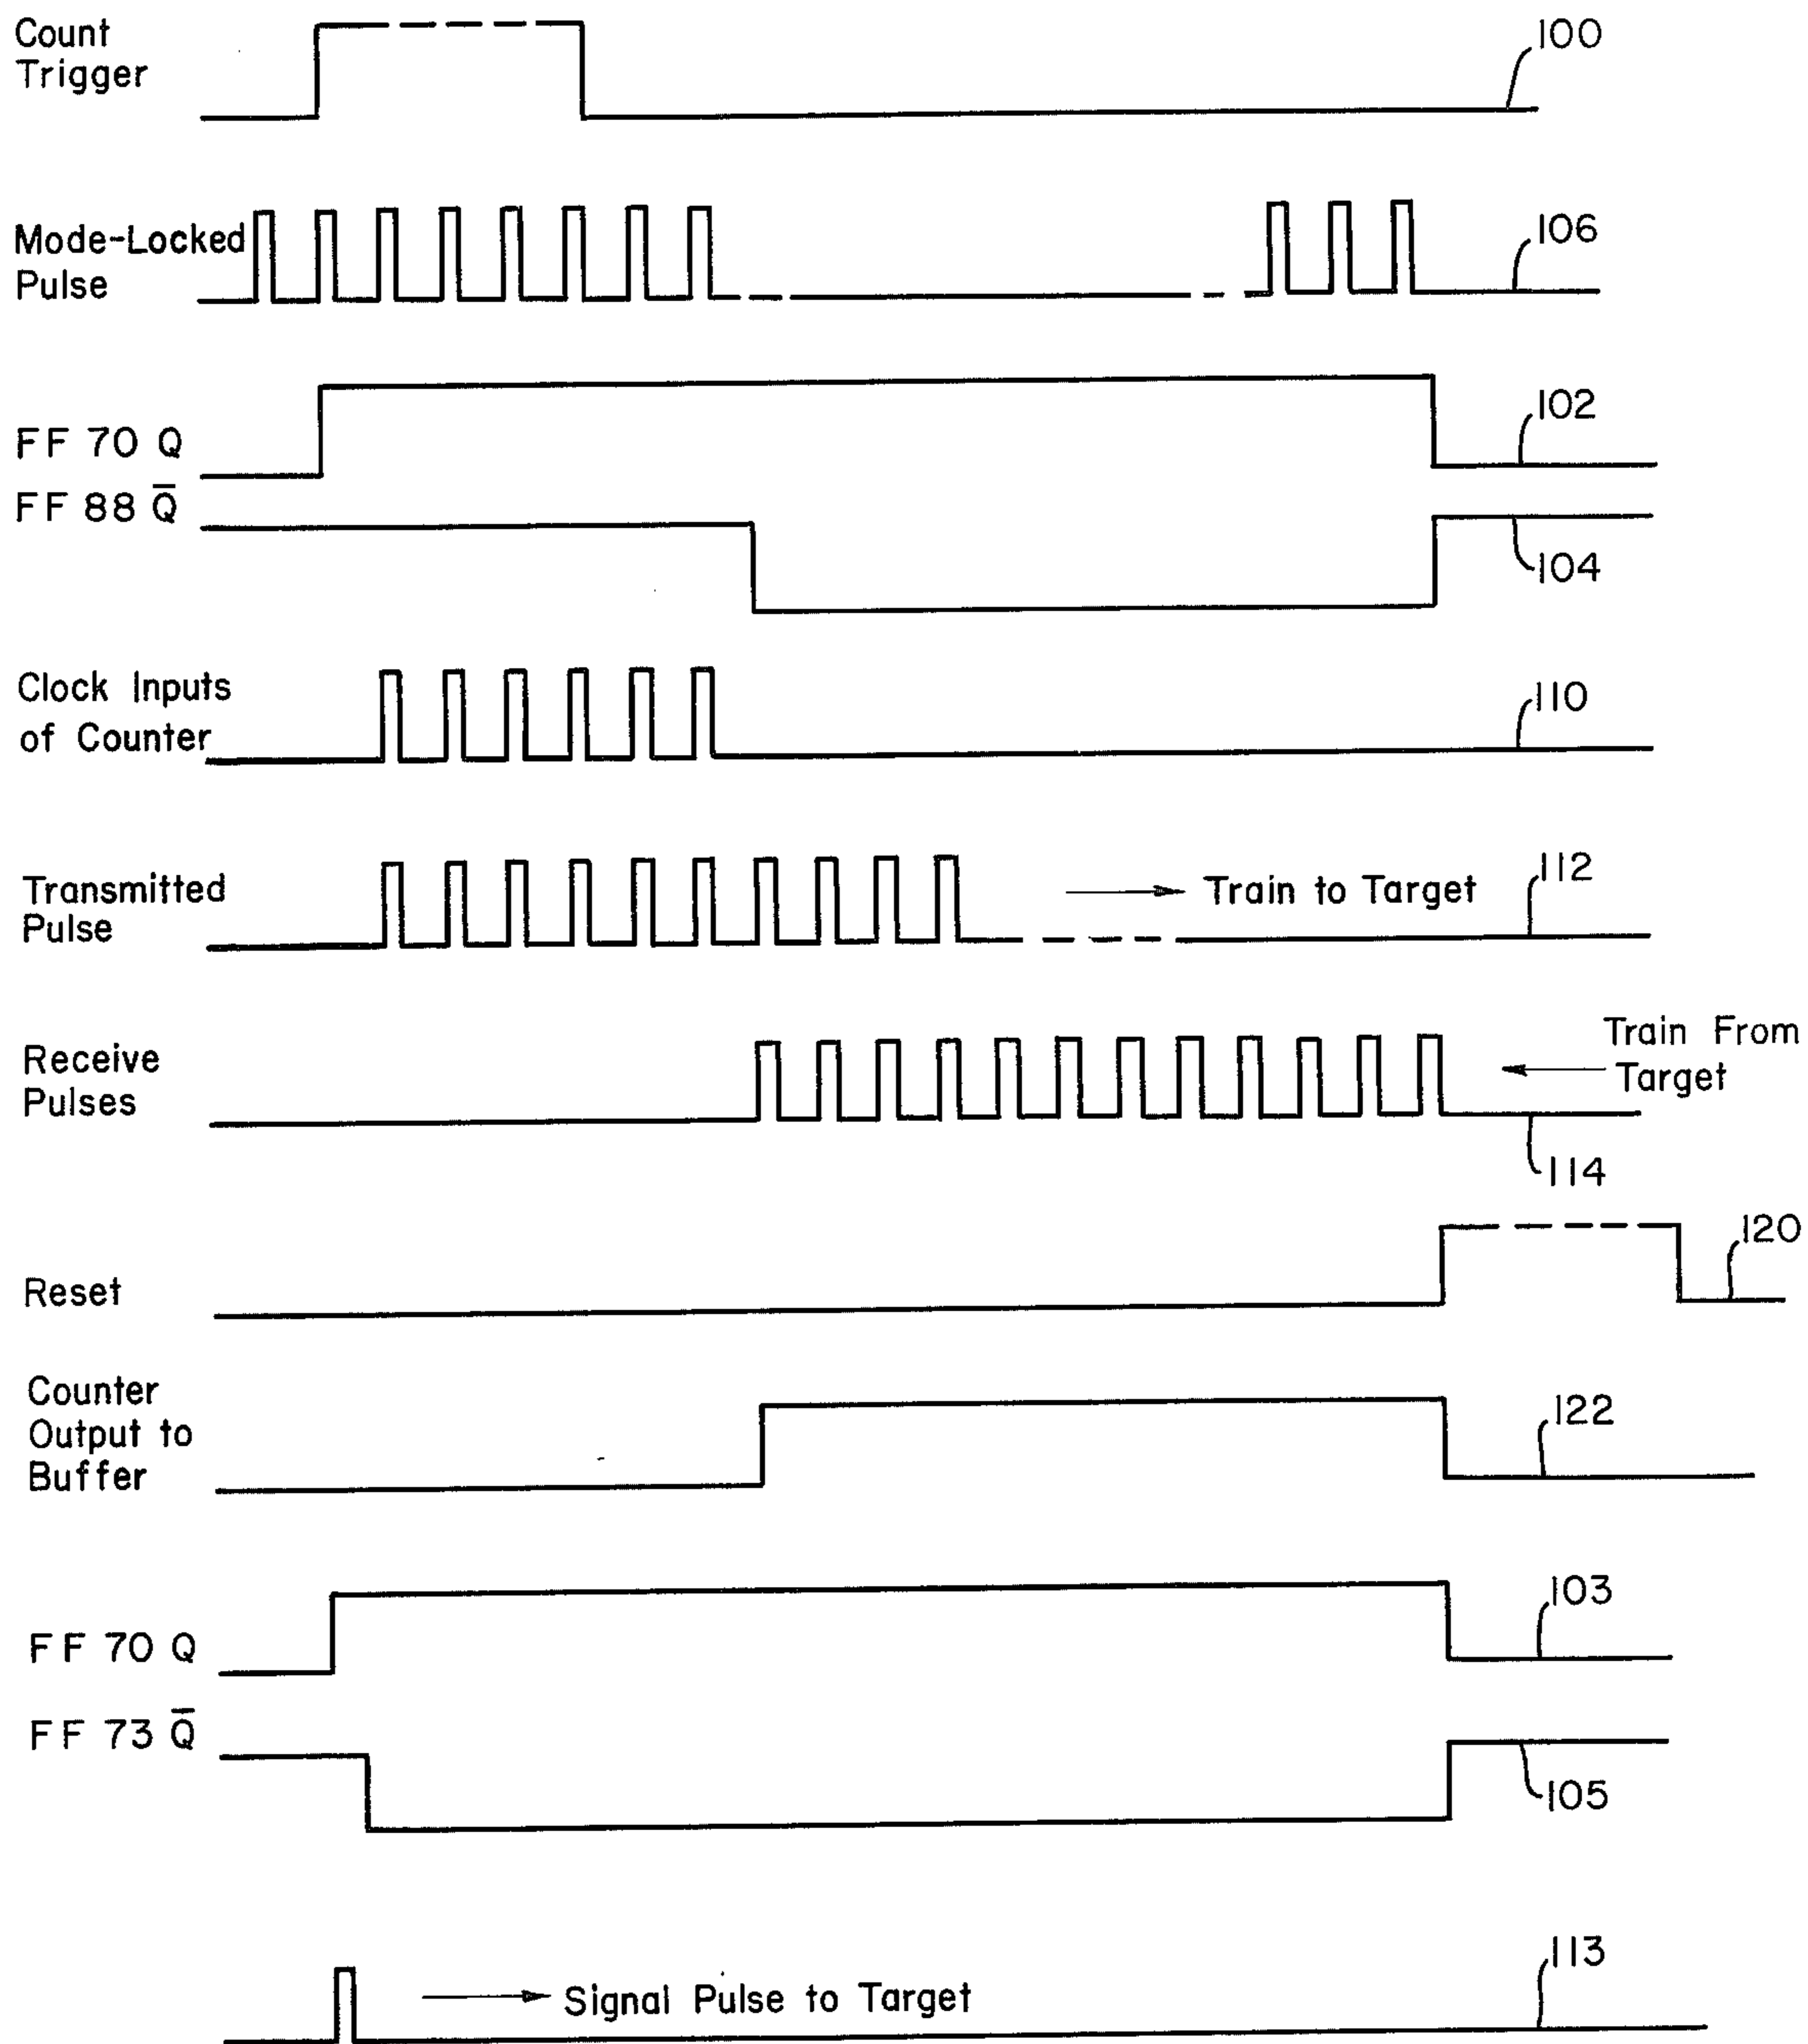 Count
Trigger
100
Mode-Locked
Pulse
106
FF 70 Q
102
FF 88 Q̅
104
Clock Inputs
of Counter
110
Transmitted
Pulse
Train to Target
112
Receive
Pulses
Train From
Target
114
Reset
120
Counter
Output to
Buffer
122
FF 70 Q
103
FF 73 Q̅
105
Signal Pulse to Target
113